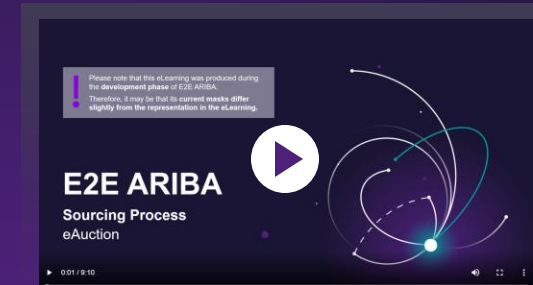 Please note that this eLearning was produced during
the development phase of E2E ARIBA.
Therefore, it may be that its current masks differ
slightly from the representation in the eLearning.
E2E ARIBA
Sourcing Process
eAuction
0:01 / 9:10